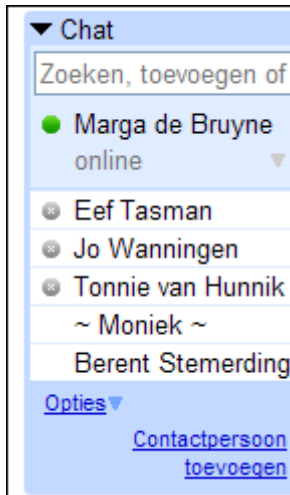 Chat
Zoeken, toevoegen of
Marga de Bruyne
online
Eef Tasman
Jo Wanningen
Tonnie van Hunnik
~ Moniek ~
Berent Stemerding
Opties
Contactpersoon
toevoegen